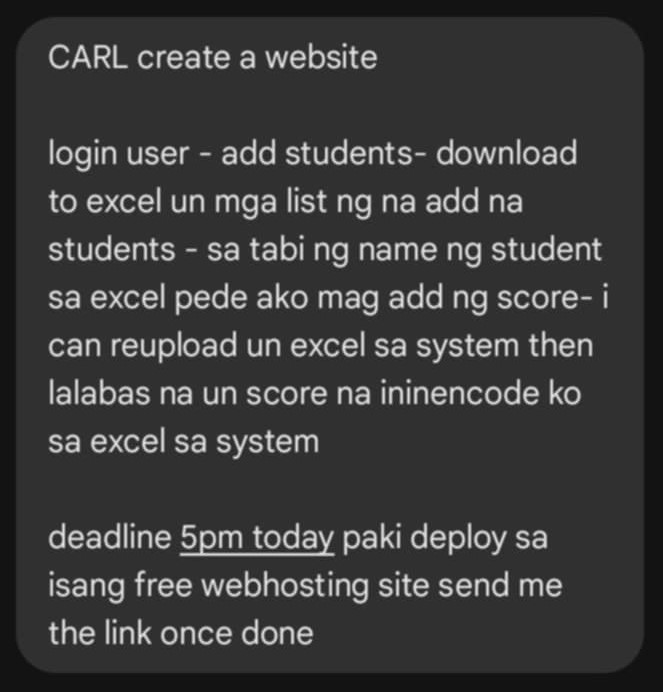 CARL create a website
login user - add students- download
to excel un mga list ng na add na
students - sa tabi ng name ng student
sa excel pede ako mag add ng score- i
can reupload un excel sa system then
lalabas na un score na ininencode ko
sa excel sa system
deadline 5pm today paki deploy sa
isang free webhosting site send me
the link once done